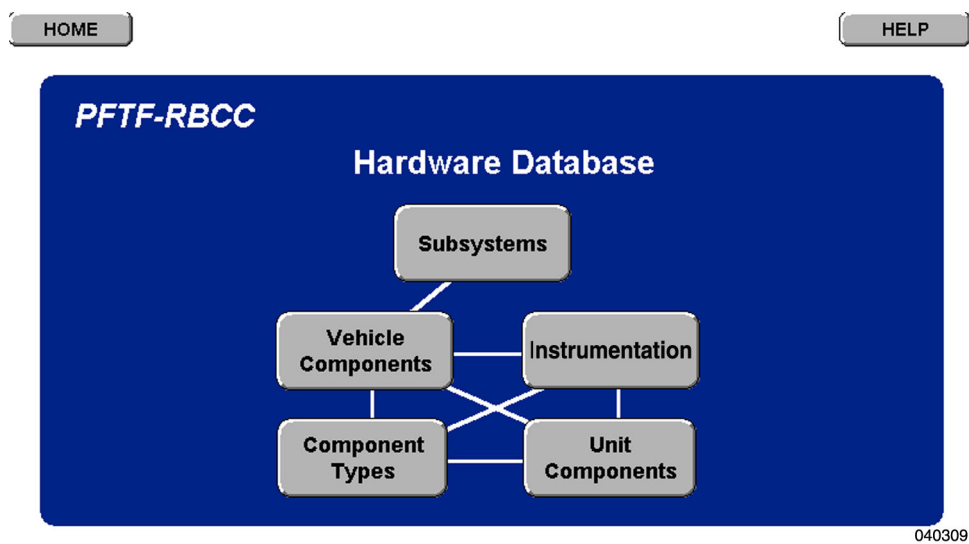 HOME
HELP
PFTF-RBCC
Hardware Database
Subsystems
Vehicle
Components
Instrumentation
Component
Types
Unit
Components
040309